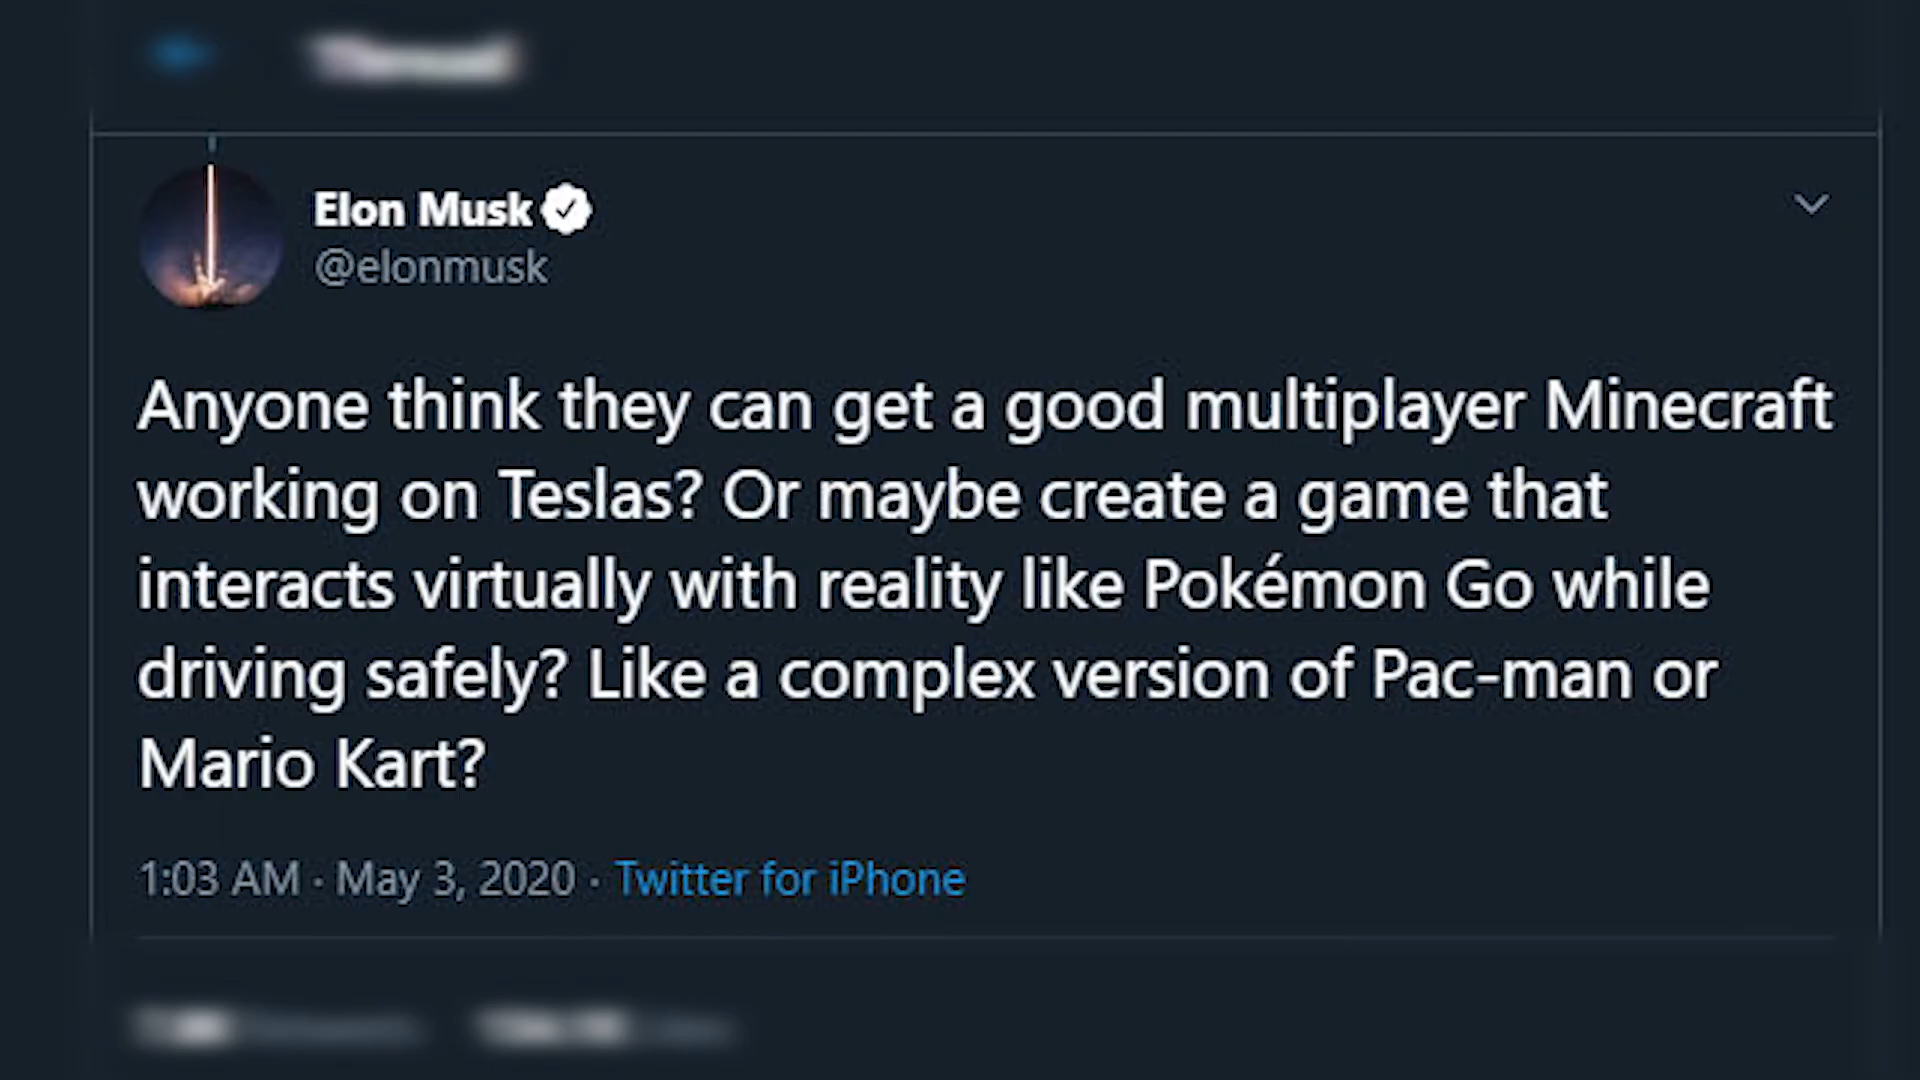 Elon Musk
@elonmusk
Anyone think they can get a good multiplayer Minecraft
working on Teslas? Or maybe create a game that
interacts virtually with reality like Pokémon Go while
driving safely? Like a complex version of Pac-man or
Mario Kart?
1:03 AM · May 3, 2020 · Twitter for iPhone